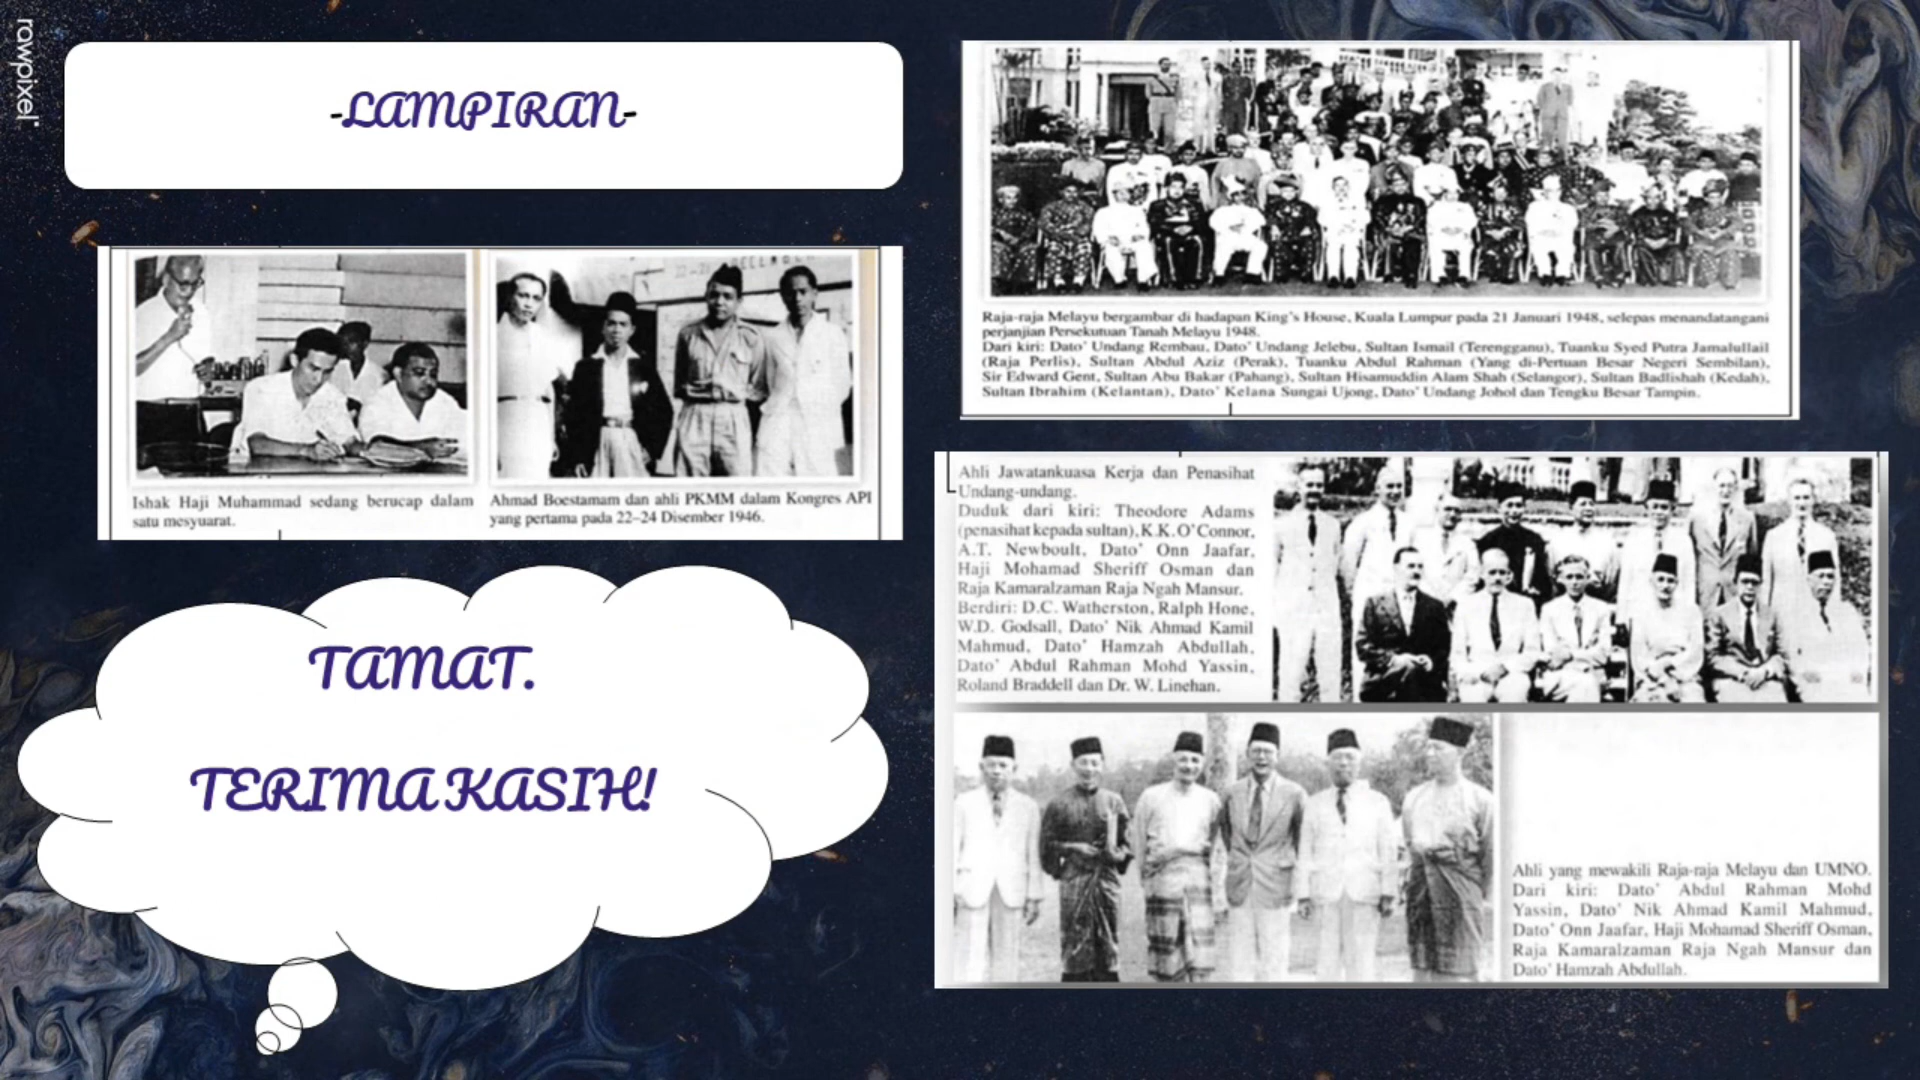 rawpixel
-LAMPIRAN-
Ishak Haji Muhammad sedang berucap dalam
satu mesyuarat.
Ahmad Boestamam dan ahli PKMM dalam Kongres API
yang pertama pada 22–24 Disember 1946.
TAMAT.
TERIMA KASIH!
Raja-raja Melayu bergambar di hadapan King's House, Kuala Lumpur pada 21 Januari 1948, selepas menandatangani
perjanjian Persekutuan Tanah Melayu 1948.
Dari kiri: Dato' Undang Rembau, Dato' Undang Jelebu, Sultan Ismail (Terengganu), Tuanku Syed Putra Jamalullail
(Raja Perlis), Sultan Abdul Aziz (Perak), Tuanku Abdul Rahman (Yang di-Pertuan Besar Negeri Sembilan),
Sir Edward Gent, Sultan Abu Bakar (Pahang), Sultan Hisamuddin Alam Shah (Selangor), Sultan Badlishah (Kedah),
Sultan Ibrahim (Kelantan), Dato' Kelana Sungai Ujong, Dato' Undang Johol dan Tengku Besar Tampin.
Ahli Jawatankuasa Kerja dan Penasihat
Undang-undang.
Duduk dari kiri: Theodore Adams
(penasihat kepada sultan), K.K. O'Connor,
A.T. Newboult, Dato' Onn Jaafar,
Haji Mohamad Sheriff Osman dan
Raja Kamaralzaman Raja Ngah Mansur.
Berdiri: D.C. Watherston, Ralph Hone,
W.D. Godsall, Dato' Nik Ahmad Kamil
Mahmud, Dato' Hamzah Abdullah,
Dato' Abdul Rahman Mohd Yassin,
Roland Braddell dan Dr. W. Linehan.
Ahli yang mewakili Raja-raja Melayu dan UMNO.
Dari kiri: Dato' Abdul Rahman Mohd
Yassin, Dato' Nik Ahmad Kamil Mahmud,
Dato' Onn Jaafar, Haji Mohamad Sheriff Osman,
Raja Kamaralzaman Raja Ngah Mansur dan
Dato' Hamzah Abdullah.